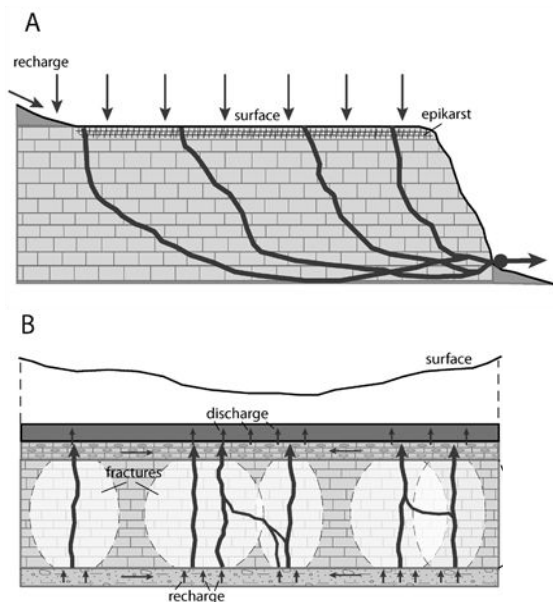 A
recharge
surface
epikarst
B
surface
discharge
fractures
recharge